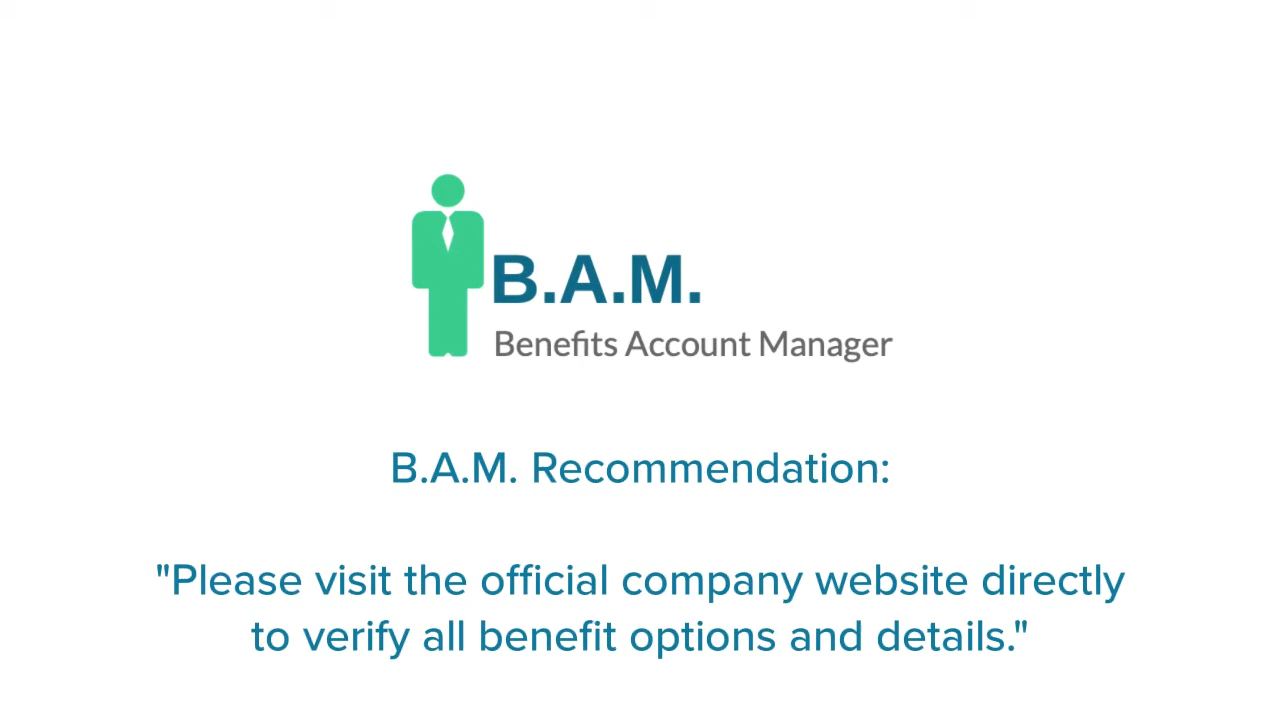 B.A.M.
Benefits Account Manager
B.A.M. Recommendation:
"Please visit the official company website directly
to verify all benefit options and details."